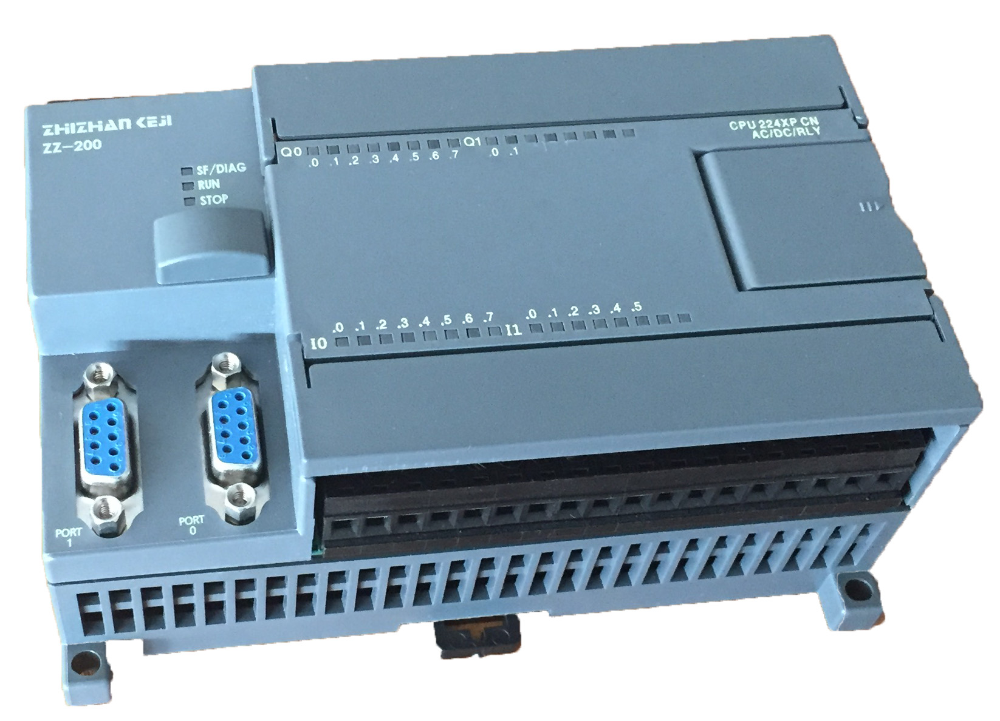 ZHIZHAN KEJI
ZZ-200
SF/DIAG
RUN
STOP
CPU 224XP CN
AC/DC/RLY
Q0 Q1
.0 .1 .2 .3 .4 .5 .6 .7 .0 .1
.0 .1 .2 .3 .4 .5 .6 .7 .0 .1 .2 .3 .4 .5
I0 I1
PORT
1
PORT
0